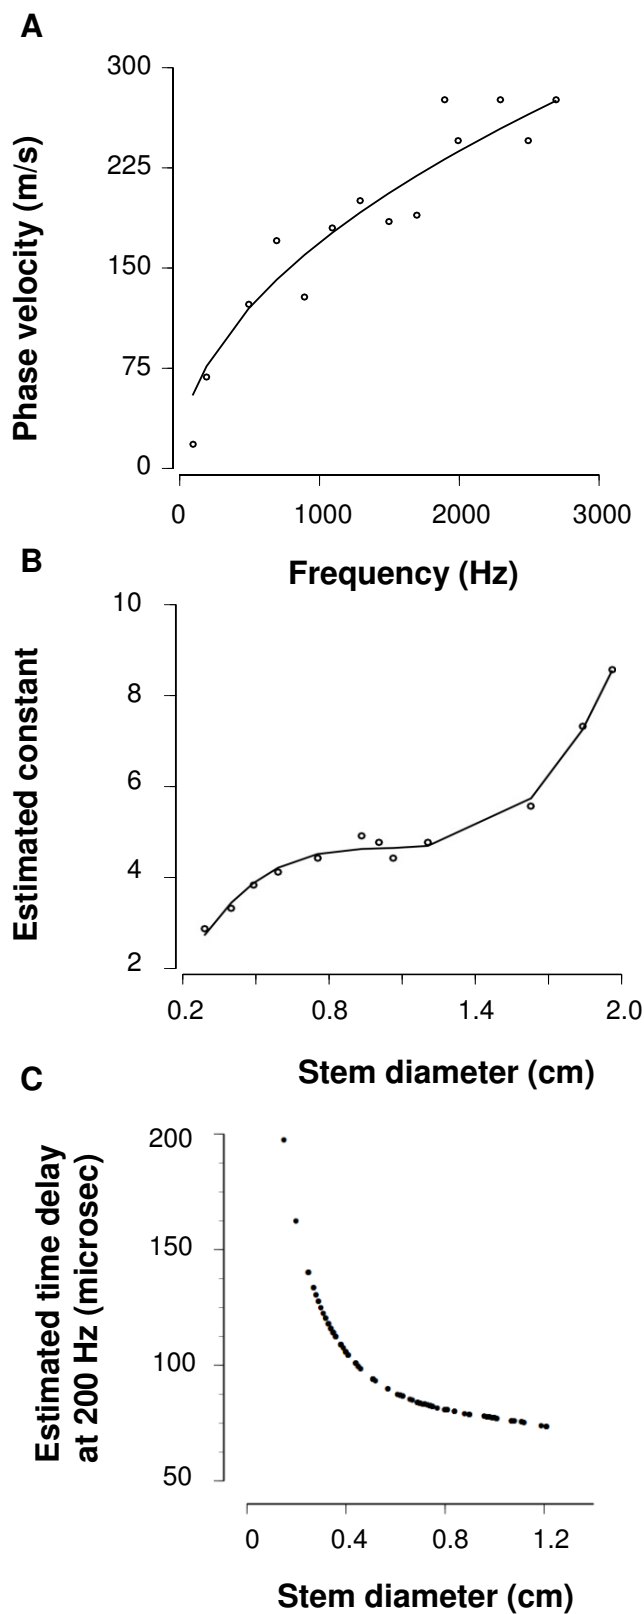 A
300
225
150
75
0
Phase velocity (m/s)
0 1000 2000 3000
Frequency (Hz)
B
10
8
6
4
2
Estimated constant
0.2 0.8 1.4 2.0
Stem diameter (cm)
C
200
150
100
50
Estimated time delay
at 200 Hz (microsec)
0 0.4 0.8 1.2
Stem diameter (cm)